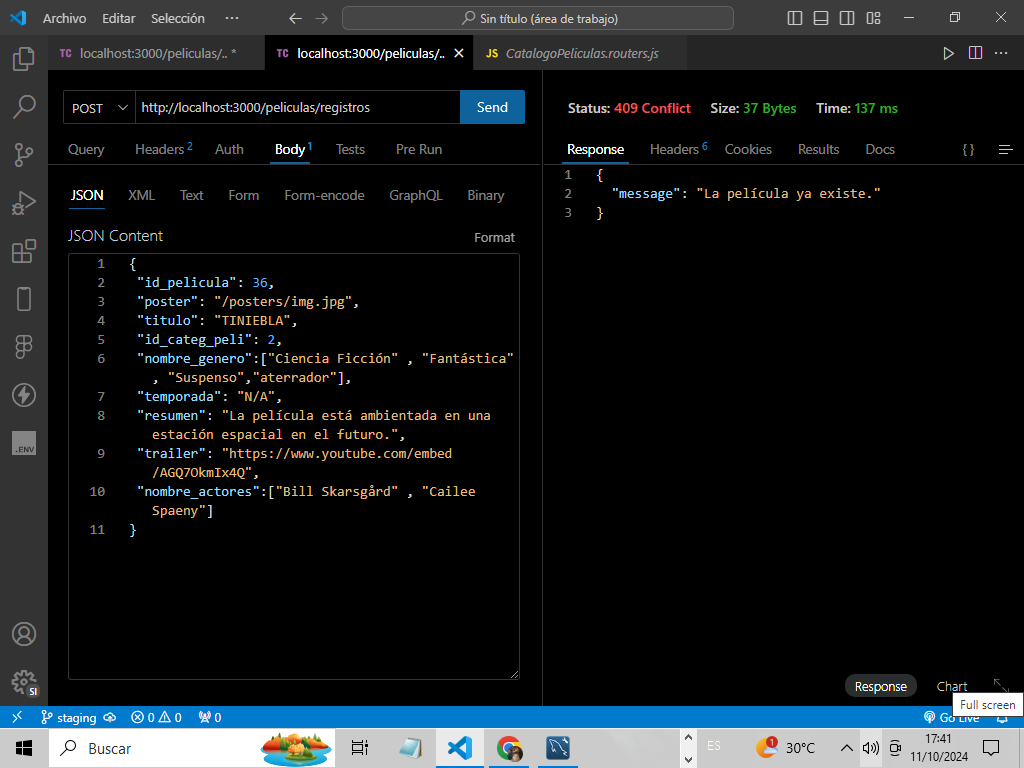 Archivo Editar Selección ··· Sin título (área de trabajo)
TC localhost:3000/peliculas/.. • TC localhost:3000/peliculas/.. JS CatalogoPeliculas.routers.js ···
POST http://localhost:3000/peliculas/registros Send
Status: 409 Conflict Size: 37 Bytes Time: 137 ms
Query Headers 2 Auth Body 1 Tests Pre Run
Response Headers 6 Cookies Results Docs { }
JSON XML Text Form Form-encode GraphQL Binary
JSON Content
Format
1 {
2 "id_pelicula": 36,
3 "poster": "/posters/img.jpg",
4 "titulo": "TINIEBLA",
5 "id_categ_peli": 2,
6 "nombre_genero":["Ciencia Ficción" , "Fantástica"
, "Suspenso","aterrador"],
7 "temporada": "N/A",
8 "resumen": "La película está ambientada en una
estación espacial en el futuro.",
9 "trailer": "https://www.youtube.com/embed
/AGQ7OkmIx4Q",
10 "nombre_actores":["Bill Skarsgård" , "Cailee
Spaeny"]
11 }
1 {
2 "message": "La película ya existe."
3 }
.ENV
SI
Response Chart
Full screen
staging 0 0 0 Go Live
Buscar
1 30°C
ES
17:41
11/10/2024